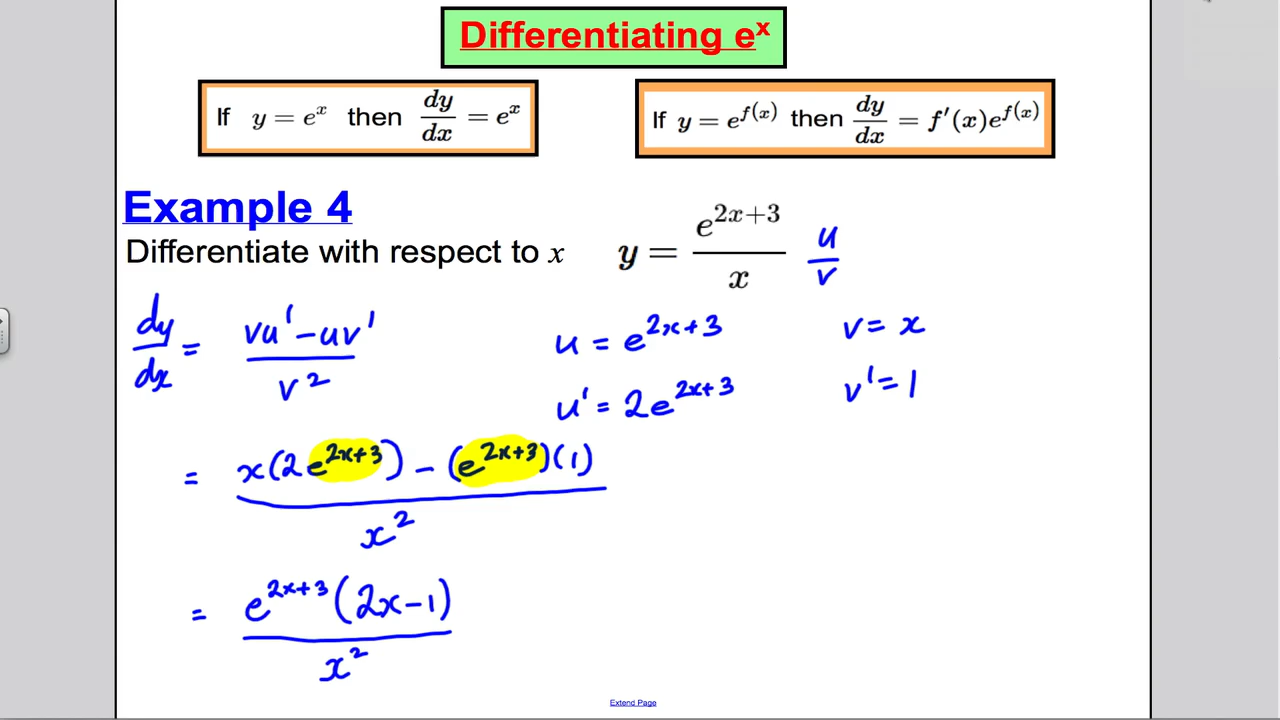 Differentiating eˣ
If y = eˣ then dy/dx = eˣ
If y = e^f(x) then dy/dx = f′(x)e^f(x)
Example 4
Differentiate with respect to x y = e^(2x+3)/x u/v
dy/dx = (vu' − uv')/v² u = e^(2x+3) v = x
u' = 2e^(2x+3) v' = 1
= (x(2e^(2x+3)) − (e^(2x+3))(1))/x²
= e^(2x+3)(2x−1)/x²
Extend Page